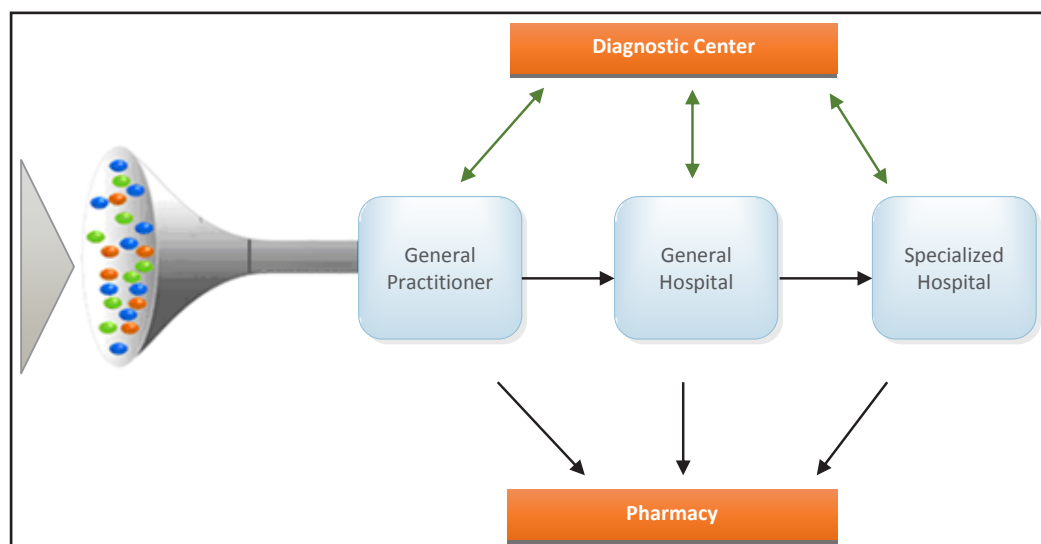 Diagnostic Center
General
Practitioner
General
Hospital
Specialized
Hospital
Pharmacy